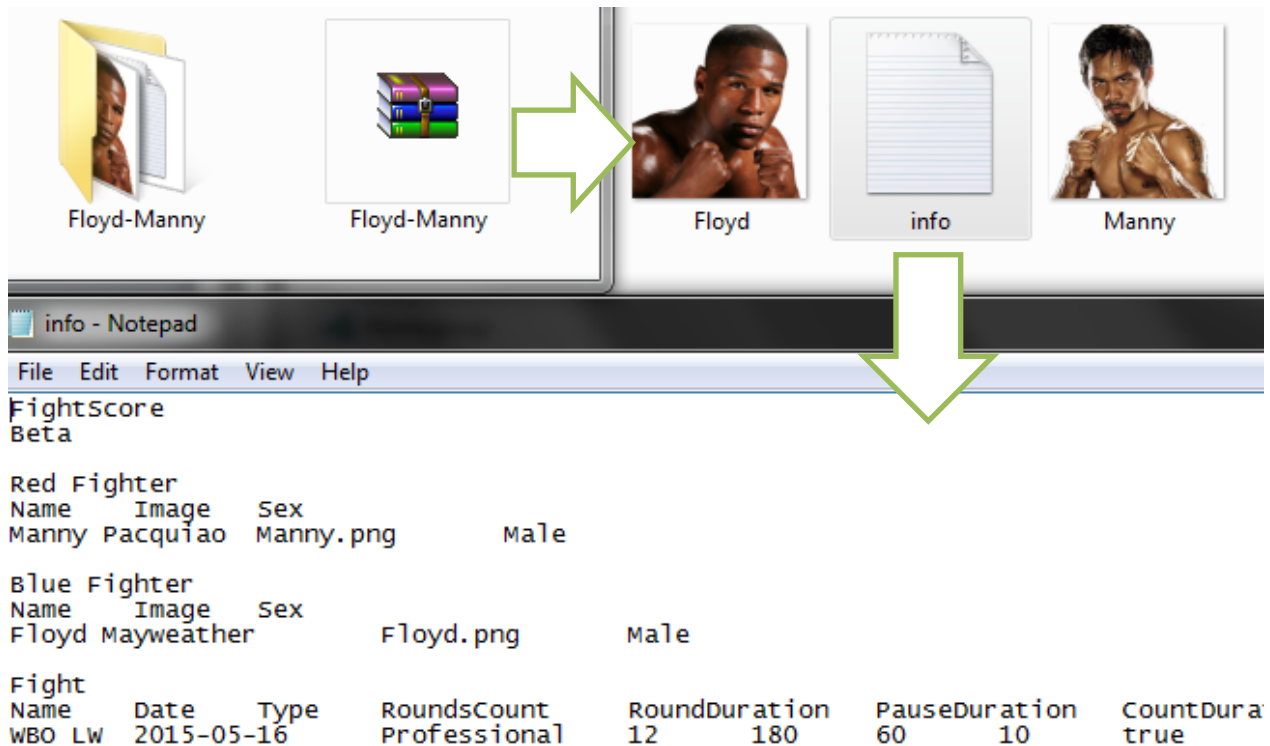 Floyd-Manny
Floyd-Manny
Floyd
info
Manny
info - Notepad
File Edit Format View Help
FightScore
Beta
Red Fighter
Name Image Sex
Manny Pacquiao Manny.png Male
Blue Fighter
Name Image Sex
Floyd Mayweather Floyd.png Male
Fight
Name Date Type RoundsCount RoundDuration PauseDuration CountDurat
WBO LW 2015-05-16 Professional 12 180 60 10 true